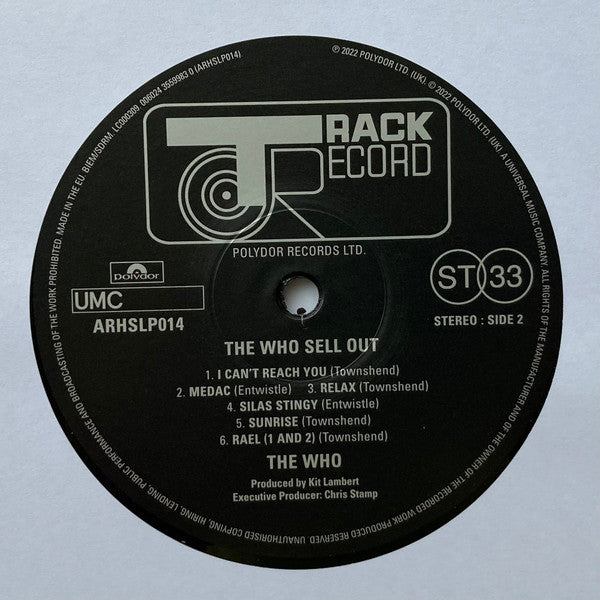 ℗ 2022 POLYDOR LTD. (UK) © 2022 POLYDOR LTD. (UK) A UNIVERSAL MUSIC COMPANY. ALL RIGHTS OF THE MANUFACTURER AND OF THE OWNER OF THE RECORDED WORK PRODUCED RESERVED. UNAUTHORISED COPYING, HIRING, LENDING, PUBLIC PERFORMANCE AND BROADCASTING OF THE WORK PROHIBITED. MADE IN THE EU. BIEM/SDRM. LC000309. 006024 3559983 0 (ARHSLP014)
TRACK
RECORD
POLYDOR RECORDS LTD.
polydor
UMC
ARHSLP014
ST 33
STEREO : SIDE 2
THE WHO SELL OUT
1. I CAN'T REACH YOU (Townshend)
2. MEDAC (Entwistle) 3. RELAX (Townshend)
4. SILAS STINGY (Entwistle)
5. SUNRISE (Townshend)
6. RAEL (1 AND 2) (Townshend)
THE WHO
Produced by Kit Lambert
Executive Producer: Chris Stamp